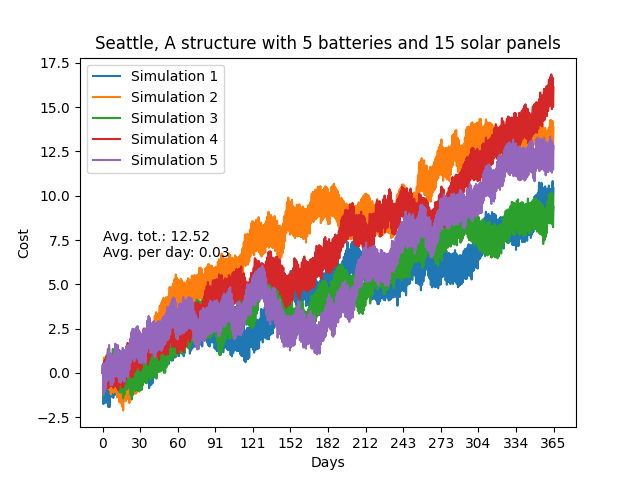 Seattle, A structure with 5 batteries and 15 solar panels
17.5
15.0
12.5
10.0
7.5
5.0
2.5
0.0
−2.5
Cost
Simulation 1
Simulation 2
Simulation 3
Simulation 4
Simulation 5
Avg. tot.: 12.52
Avg. per day: 0.03
0 30 60 91 121 152 182 212 243 273 304 334 365
Days